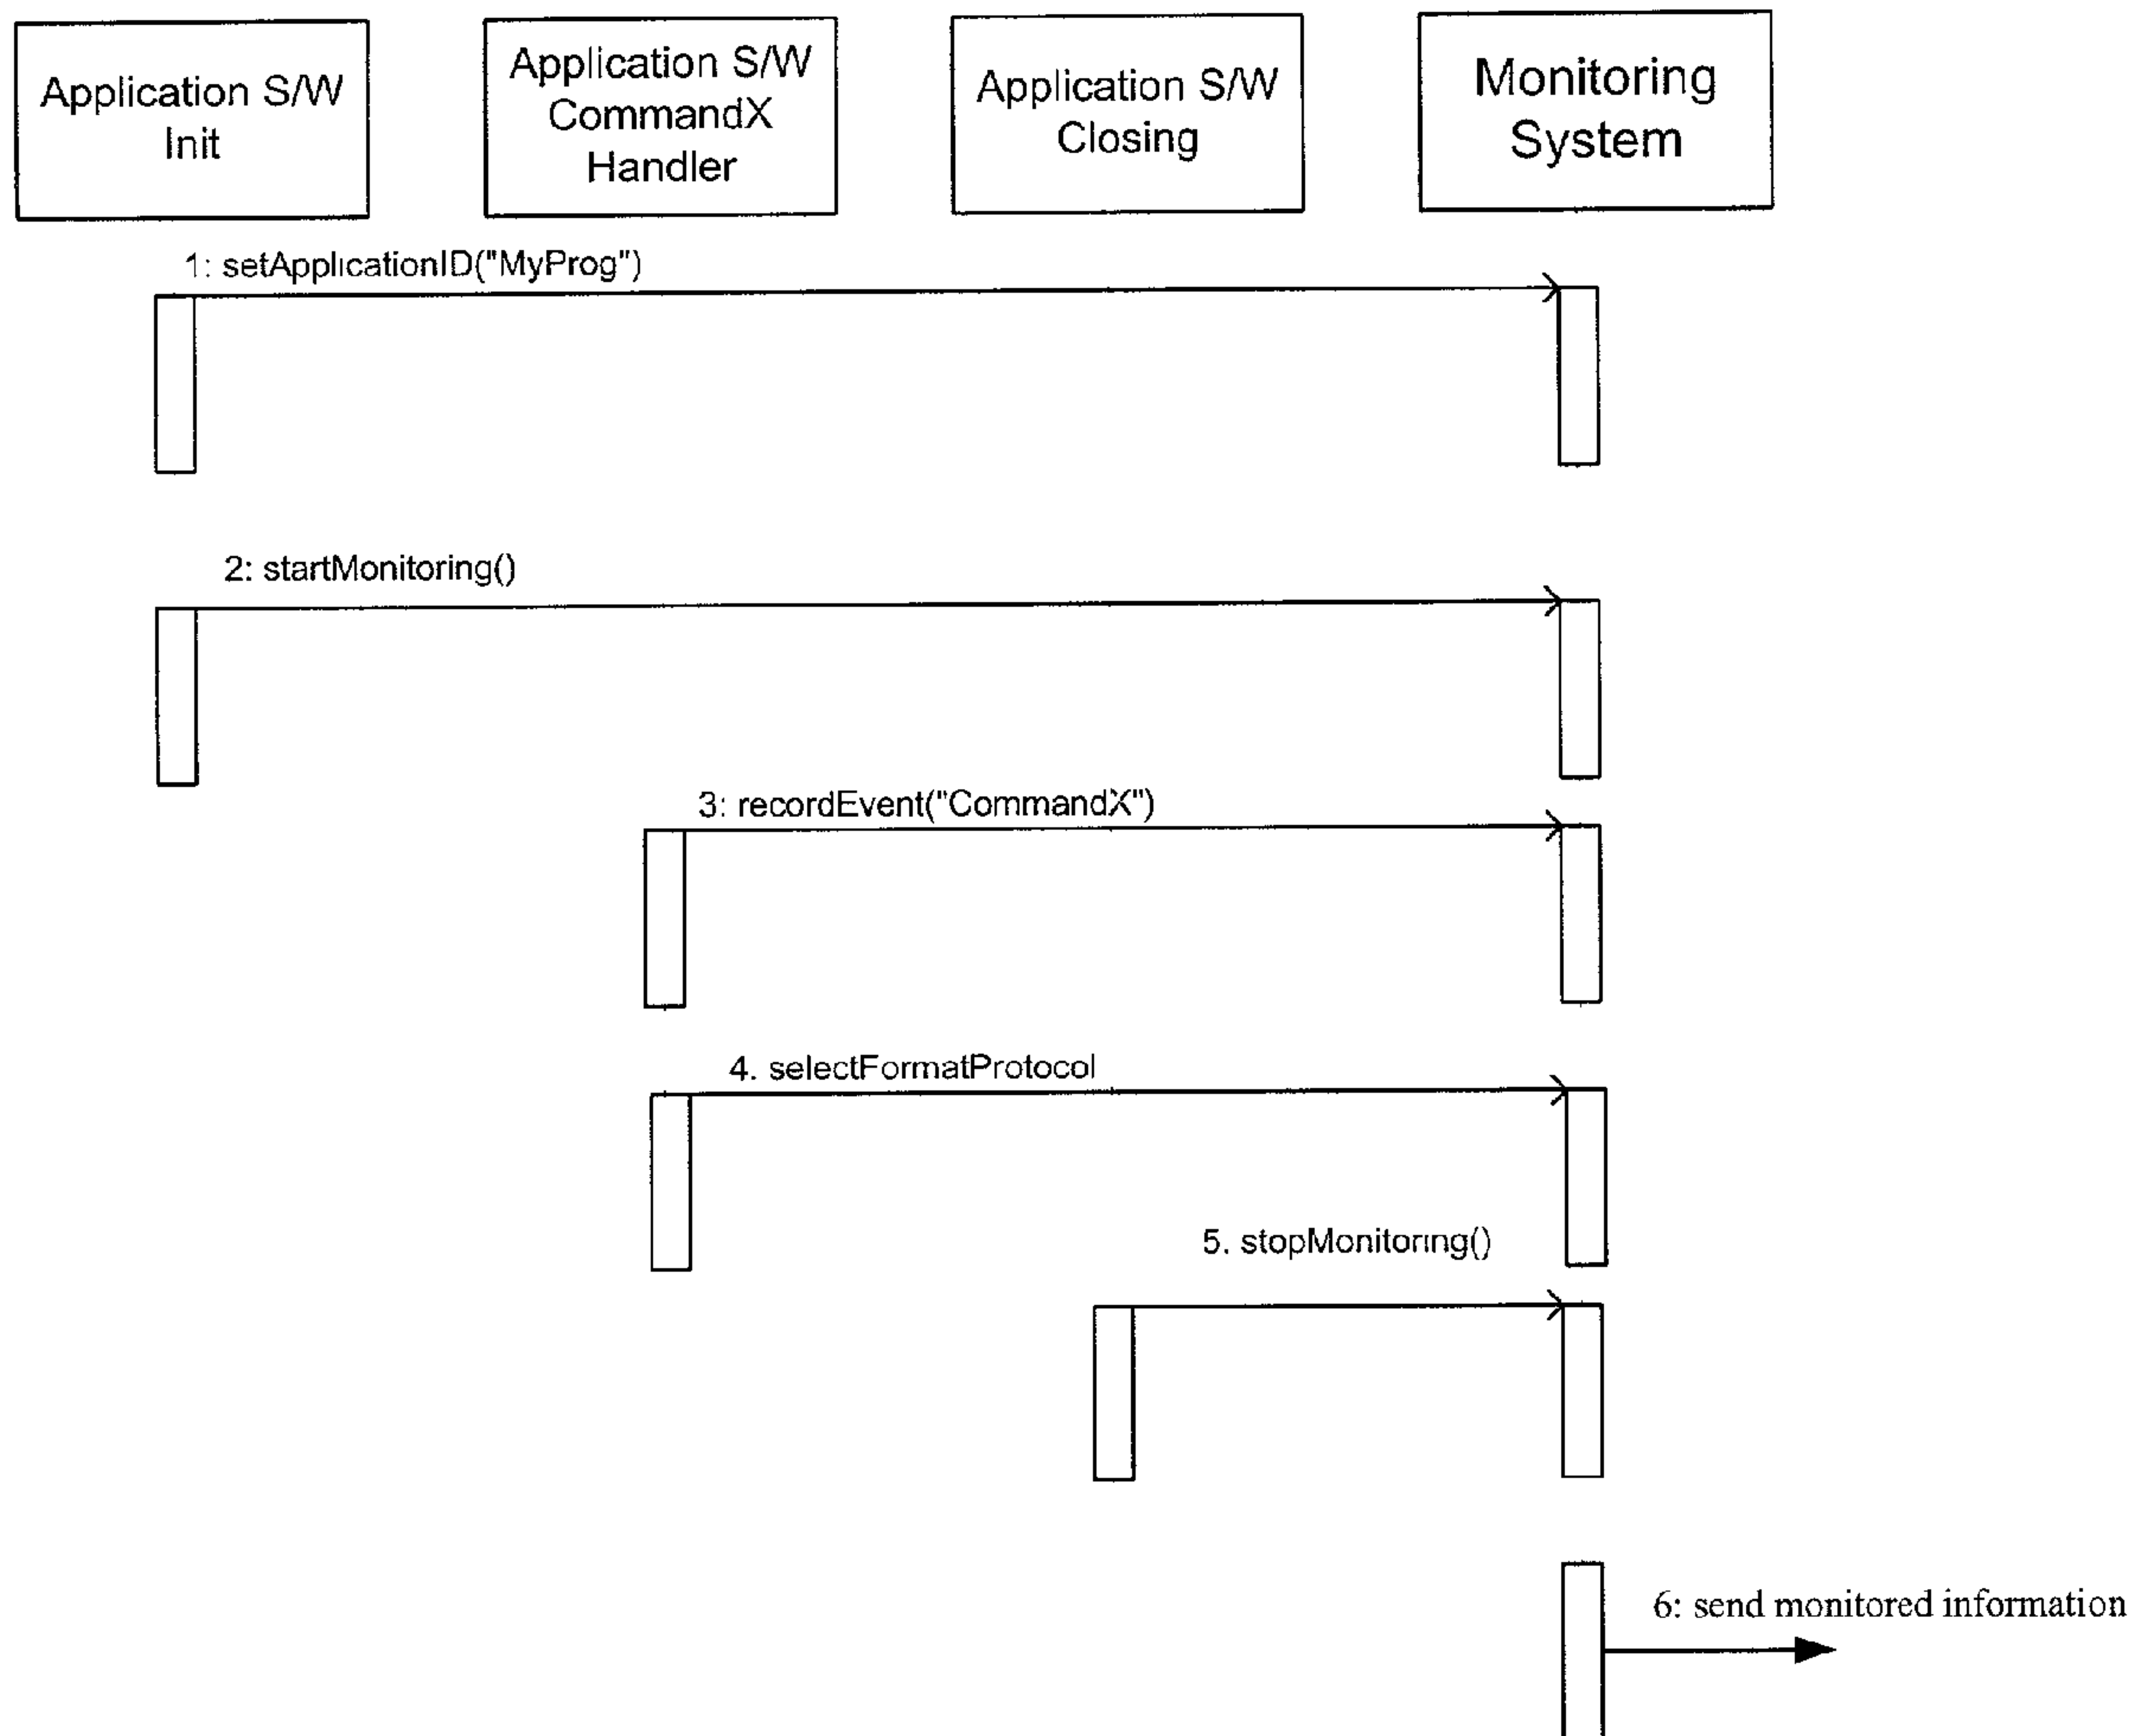 Application S/W
Init
Application S/W
CommandX
Handler
Application S/W
Closing
Monitoring
System
1: setApplicationID("MyProg")
2: startMonitoring()
3: recordEvent("CommandX")
4. selectFormatProtocol
5. stopMonitoring()
6: send monitored information